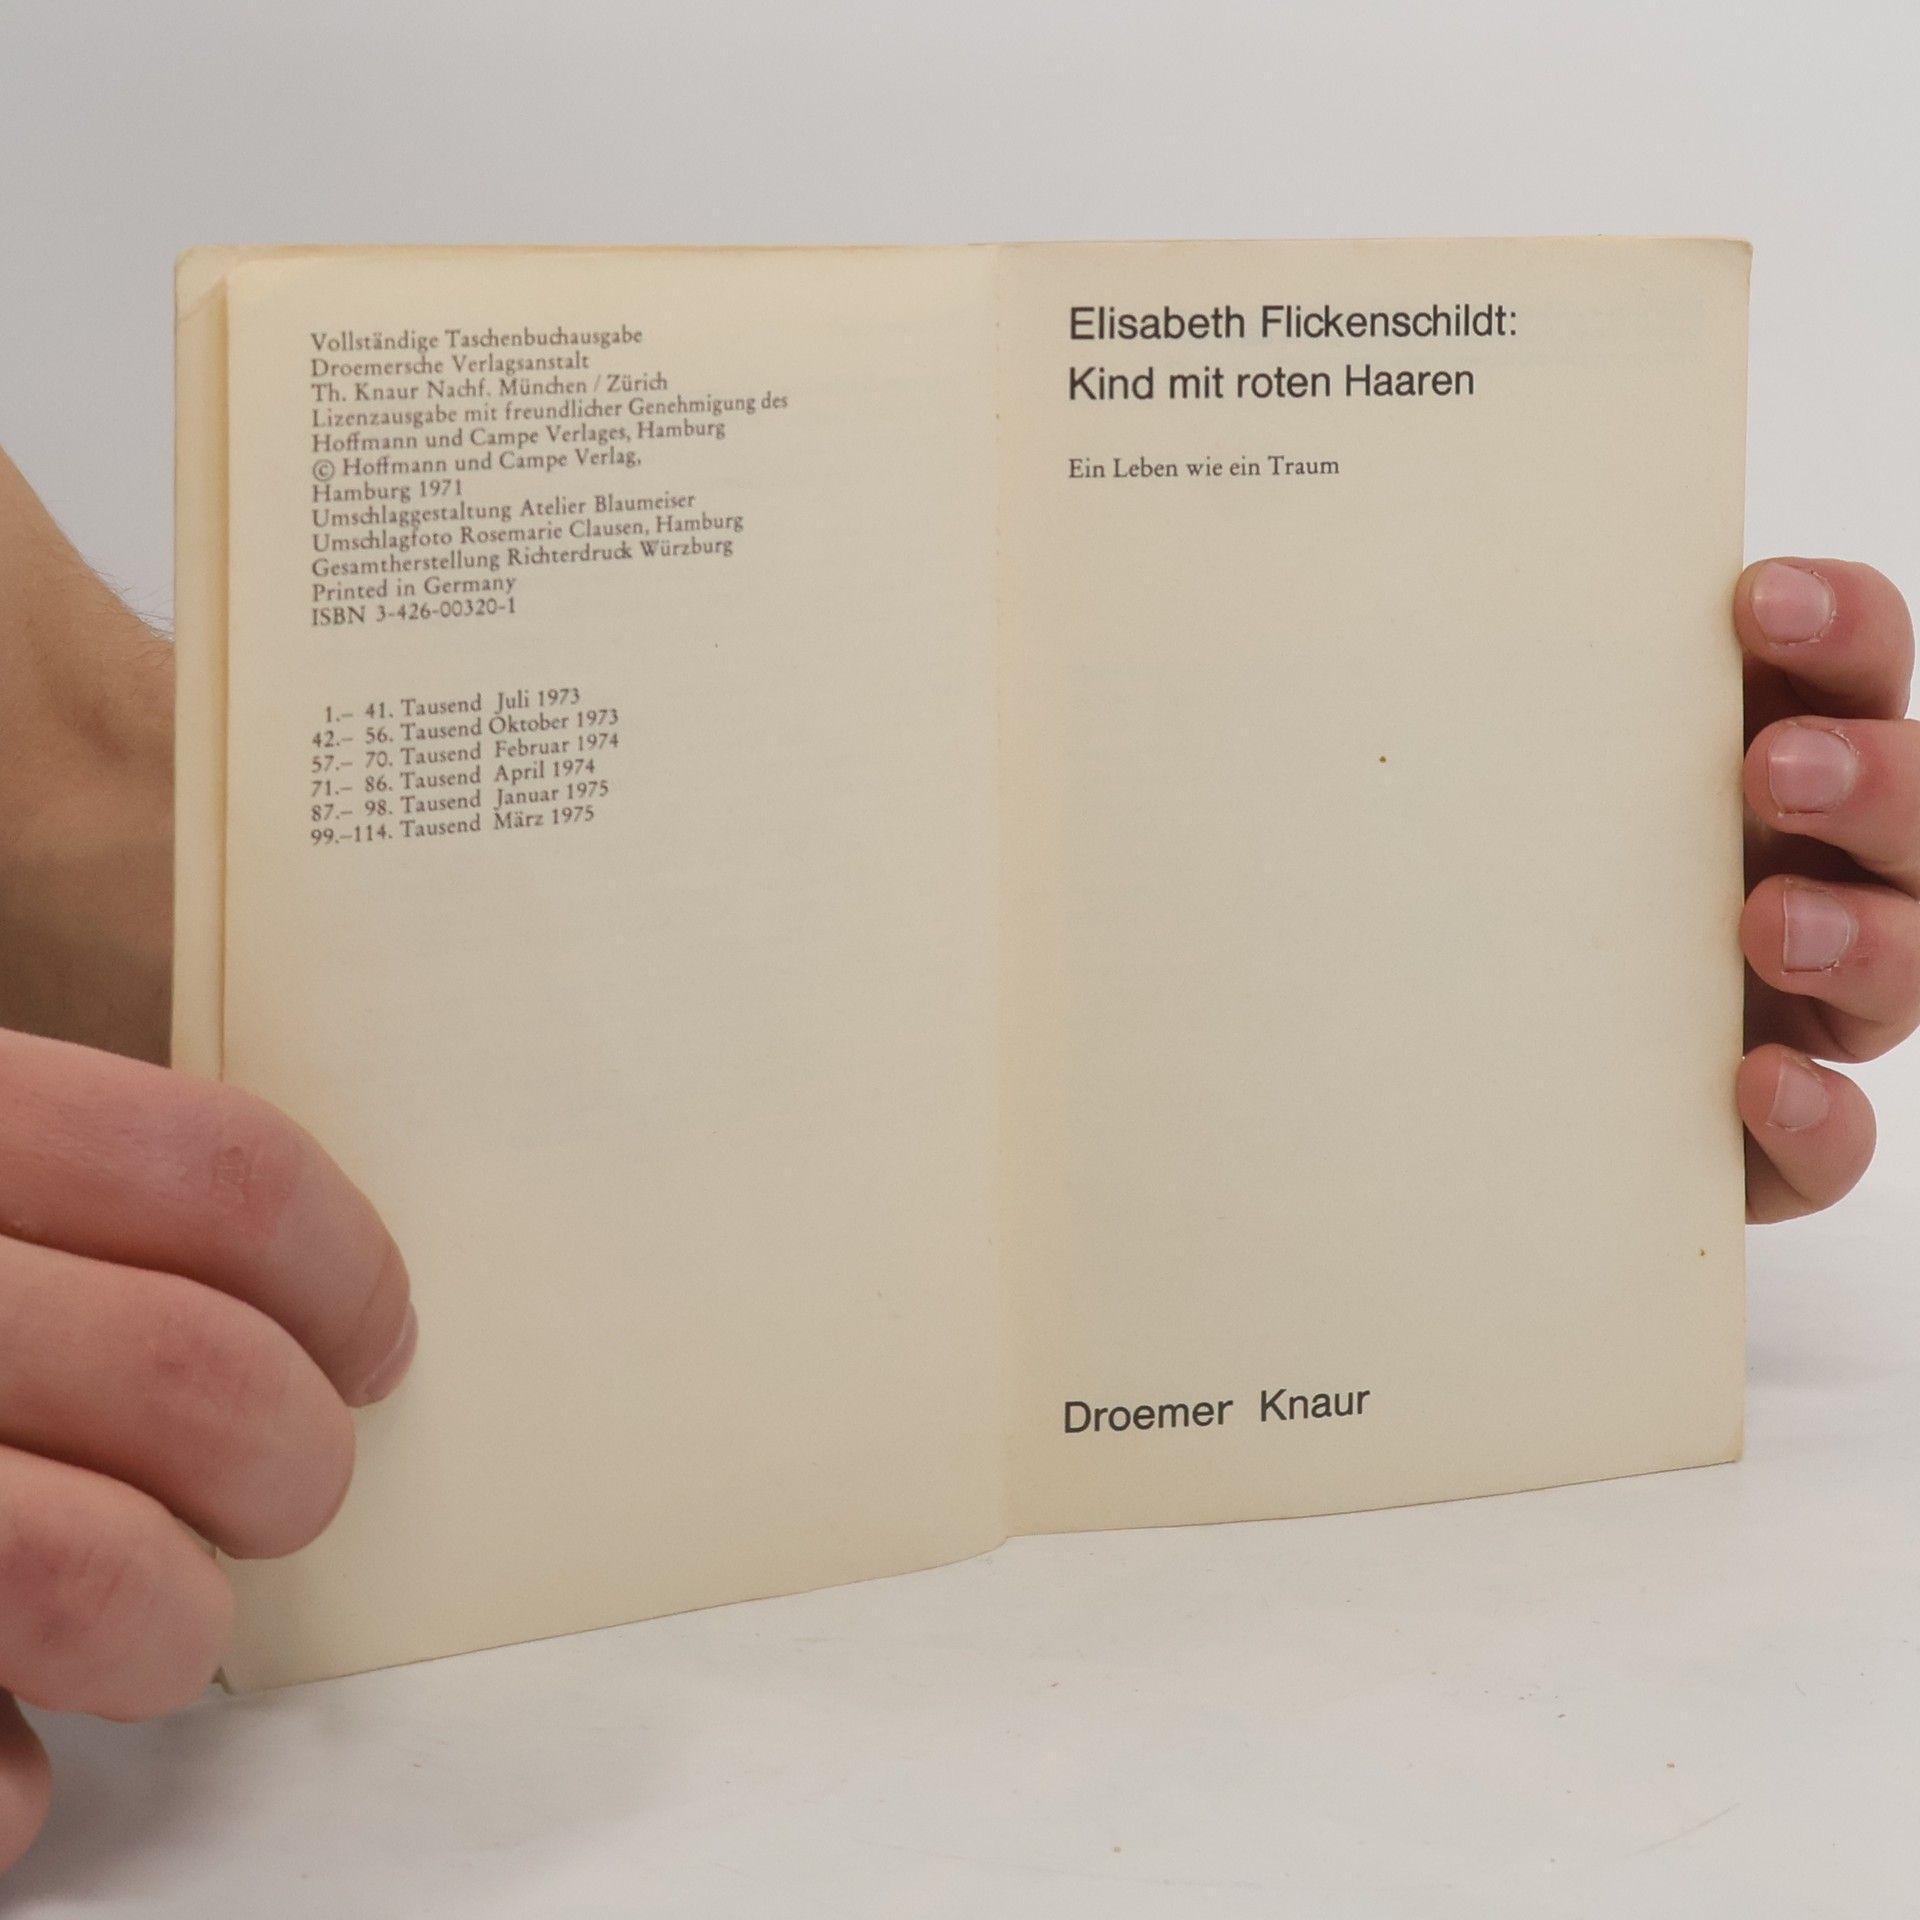 Vollständige Taschenbuchausgabe
Droemersche Verlagsanstalt
Th. Knaur Nachf. München / Zürich
Lizenzausgabe mit freundlicher Genehmigung des
Hoffmann und Campe Verlages, Hamburg
© Hoffmann und Campe Verlag,
Hamburg 1971
Umschlaggestaltung Atelier Blaumeiser
Umschlagfoto Rosemarie Clausen, Hamburg
Gesamtherstellung Richterdruck Würzburg
Printed in Germany
ISBN 3-426-00320-1
1.– 41. Tausend Juli 1973
42.– 56. Tausend Oktober 1973
57.– 70. Tausend Februar 1974
71.– 86. Tausend April 1974
87.– 98. Tausend Januar 1975
99.–114. Tausend März 1975
Elisabeth Flickenschildt:
Kind mit roten Haaren
Ein Leben wie ein Traum
Droemer Knaur